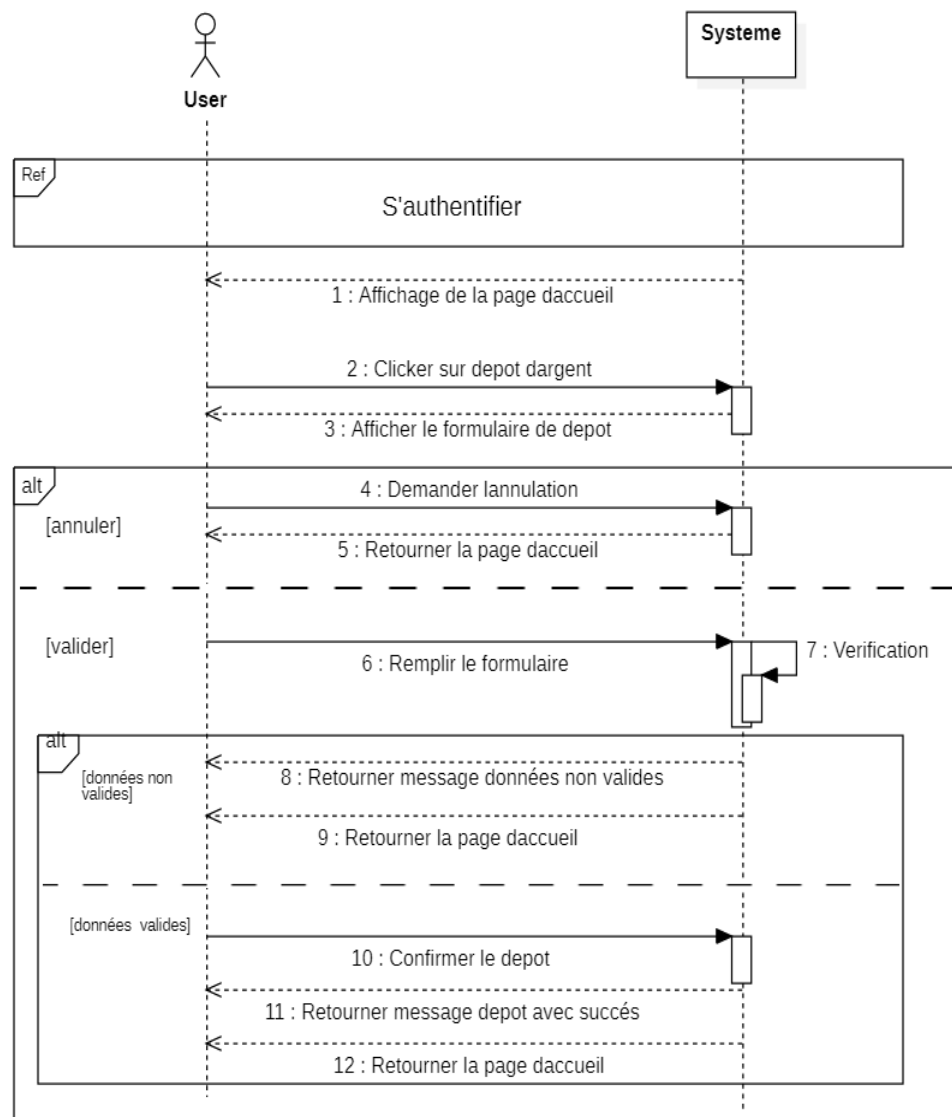 Systeme
User
Ref
S'authentifier
1 : Affichage de la page daccueil
2 : Clicker sur depot dargent
3 : Afficher le formulaire de depot
alt
4 : Demander lannulation
[annuler]
5 : Retourner la page daccueil
[valider]
6 : Remplir le formulaire
7 : Verification
alt
[données non
valides]
8 : Retourner message données non valides
9 : Retourner la page daccueil
[données valides]
10 : Confirmer le depot
11 : Retourner message depot avec succés
12 : Retourner la page daccueil